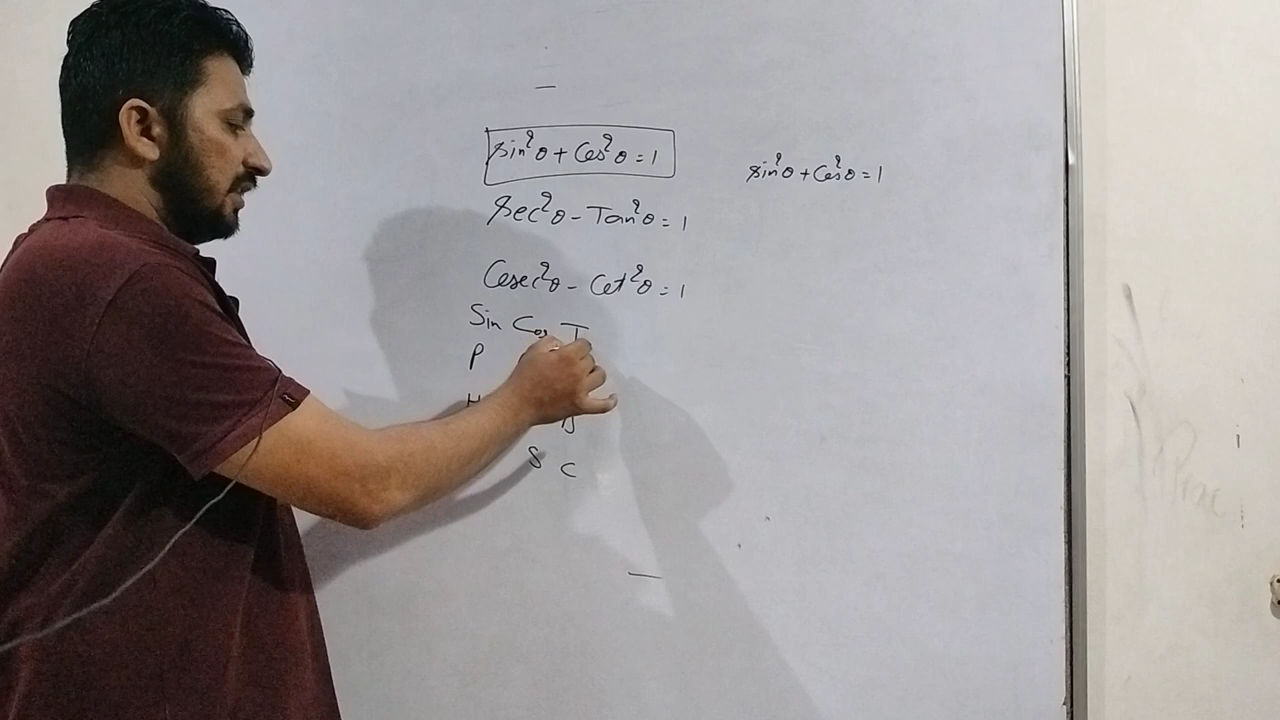 Sin²θ + Cos²θ = 1
Sin²θ + Cos²θ = 1
Sec²θ - Tan²θ = 1
Cosec²θ - Cot²θ = 1
Sin Cos T
P
H B
S C